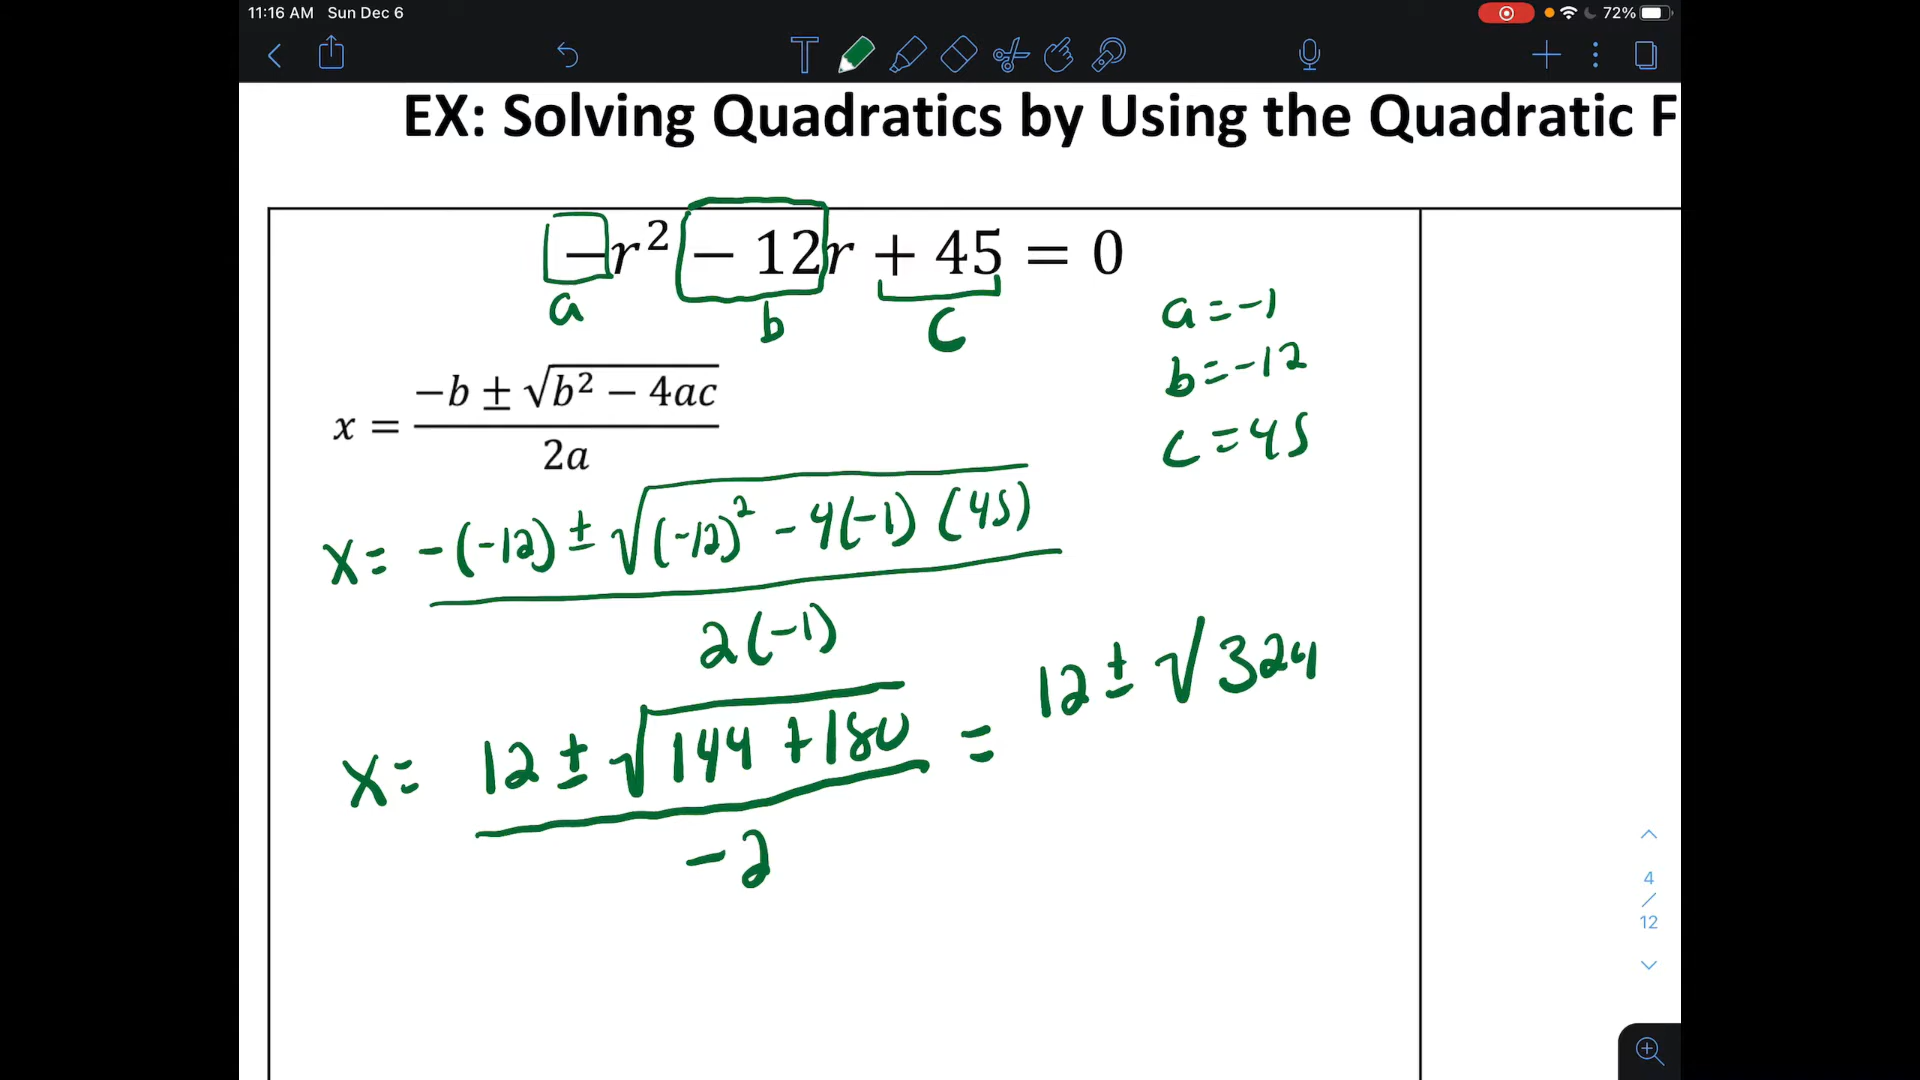 11:16 AM Sun Dec 6 72%
T
EX: Solving Quadratics by Using the Quadratic F
−r² − 12r + 45 = 0
a b c
a = -1
b = -12
c = 45
x = (−b ± √(b² − 4ac)) / 2a
x = (-(-12) ± √((-12)² - 4(-1)(45))) / 2(-1)
x = (12 ± √(144 + 180)) / -2 = 12 ± √324
4 / 12